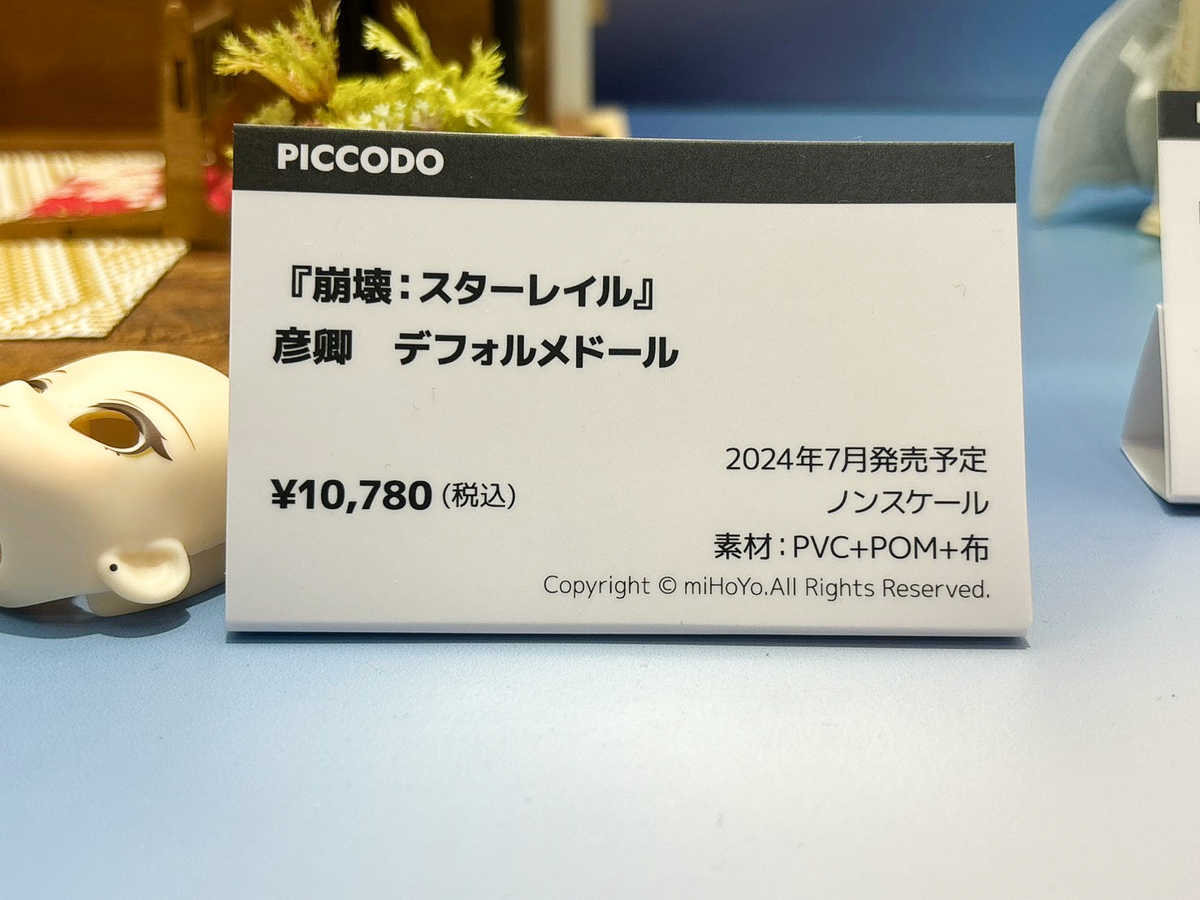 PICCODO
『崩壊：スターレイル』
彦卿　デフォルメドール
¥10,780 (税込)
2024年7月発売予定
ノンスケール
素材：PVC+POM+布
Copyright © miHoYo.All Rights Reserved.